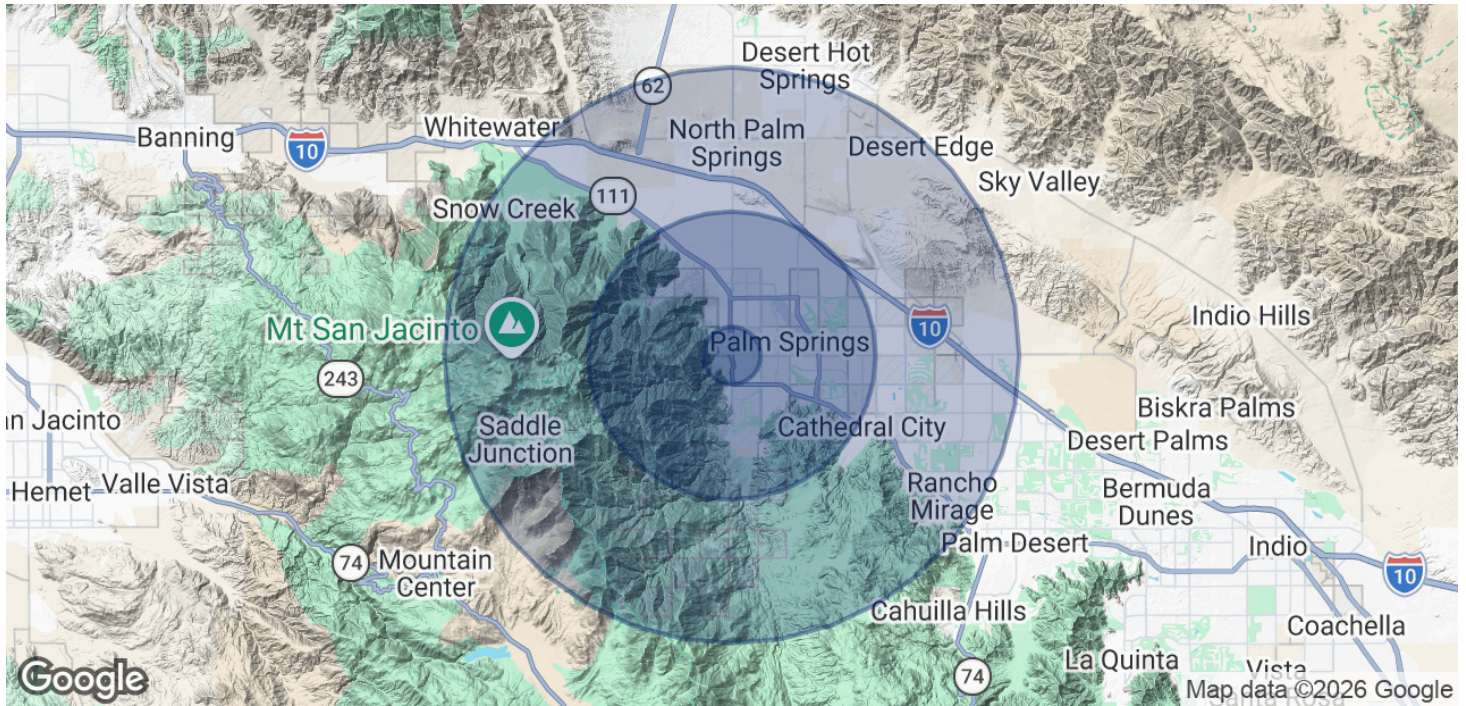 Desert Hot
Springs
62
Banning
10
Whitewater
North Palm
Springs
Desert Edge
Sky Valley
111
Snow Creek
Mt San Jacinto
Palm Springs
10
Indio Hills
243
an Jacinto
Saddle
Junction
Cathedral City
Biskra Palms
Desert Palms
Hemet
Valle Vista
Rancho
Mirage
Bermuda
Dunes
74
Mountain
Center
Palm Desert
Indio
10
Cahuilla Hills
Coachella
La Quinta
74
Vista
Santa Rosa
Google
Map data ©2026 Google